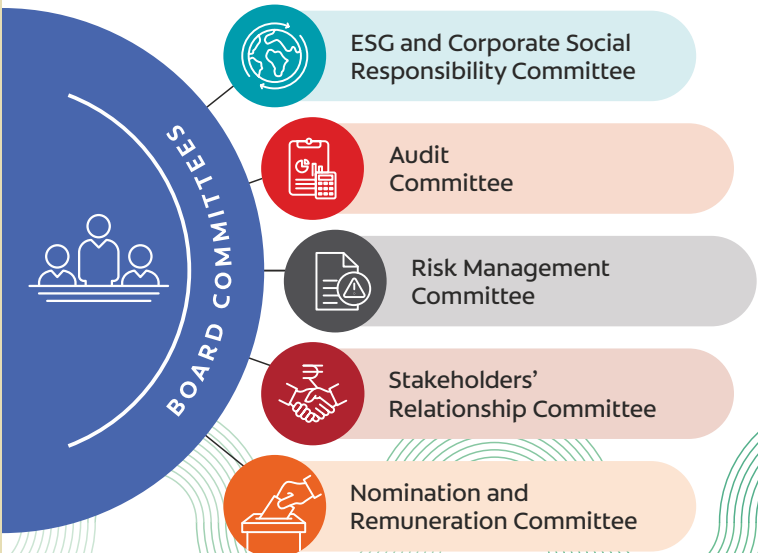 BOARD COMMITTEES
ESG and Corporate Social
Responsibility Committee
Audit
Committee
Risk Management
Committee
₹
Stakeholders’
Relationship Committee
Nomination and
Remuneration Committee